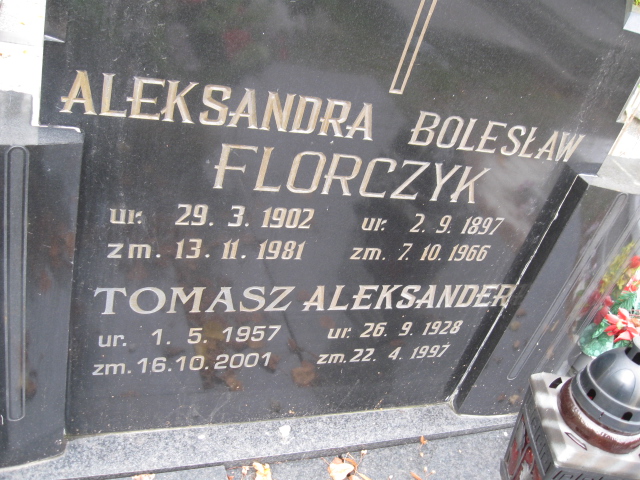 ALEKSANDRA BOLESŁAW
FLORCZYK
ur. 29. 3. 1902 ur. 2. 9. 1897
zm. 13. 11. 1981 zm. 7. 10. 1966
TOMASZ ALEKSANDER
ur. 1. 5. 1957 ur. 26. 9. 1928
zm. 16.10. 2001 zm. 22. 4. 1997